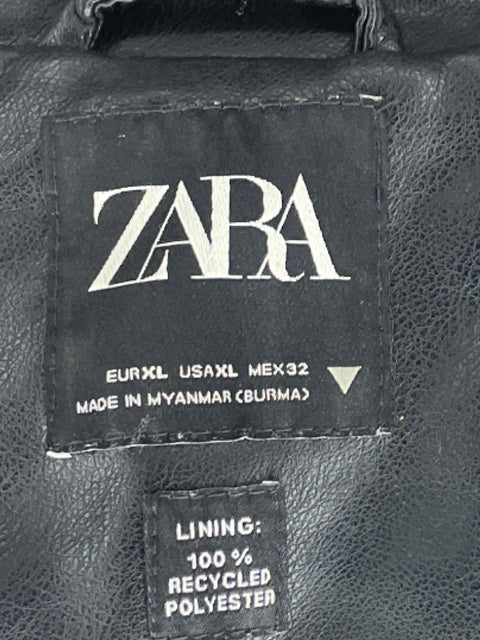 ZARA
EURXL USAXL MEX32
MADE IN MYANMAR (BURMA)
LINING:
100 %
RECYCLED
POLYESTER